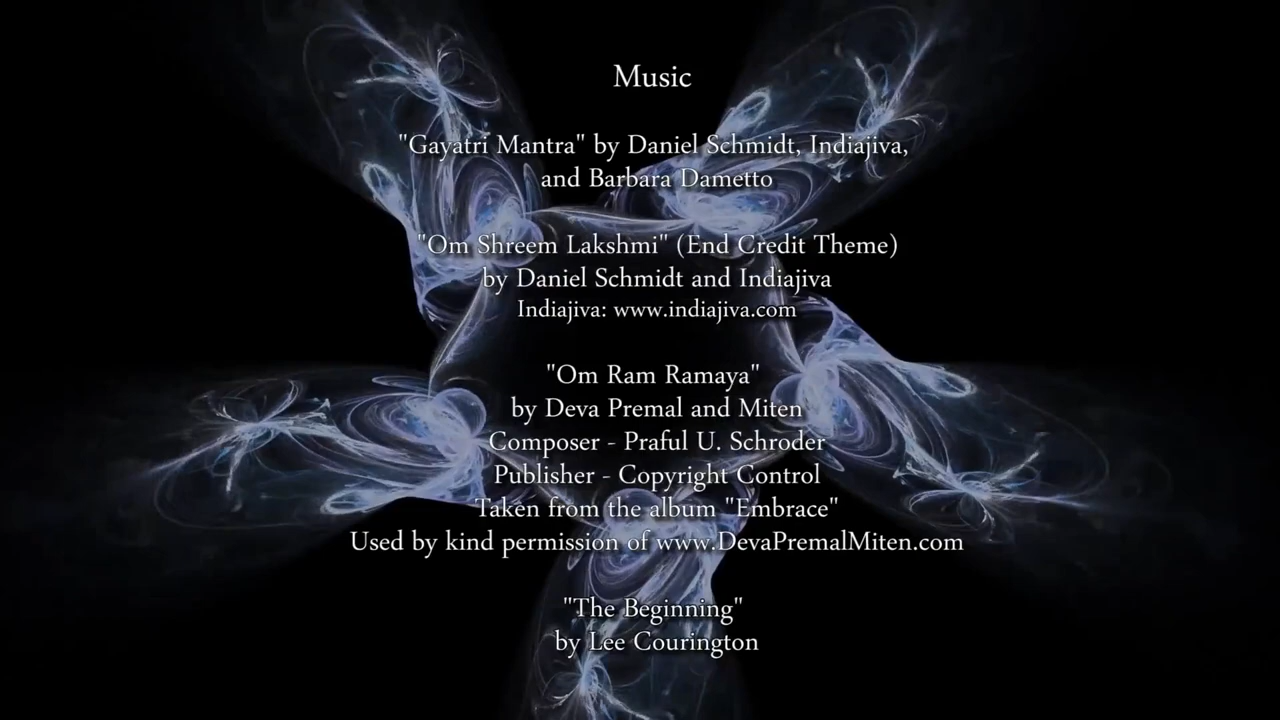 Music
"Gayatri Mantra" by Daniel Schmidt, Indiajiva,
and Barbara Dametto
"Om Shreem Lakshmi" (End Credit Theme)
by Daniel Schmidt and Indiajiva
Indiajiva: www.indiajiva.com
"Om Ram Ramaya"
by Deva Premal and Miten
Composer - Praful U. Schroder
Publisher - Copyright Control
Taken from the album "Embrace"
Used by kind permission of www.DevaPremalMiten.com
"The Beginning"
by Lee Courington